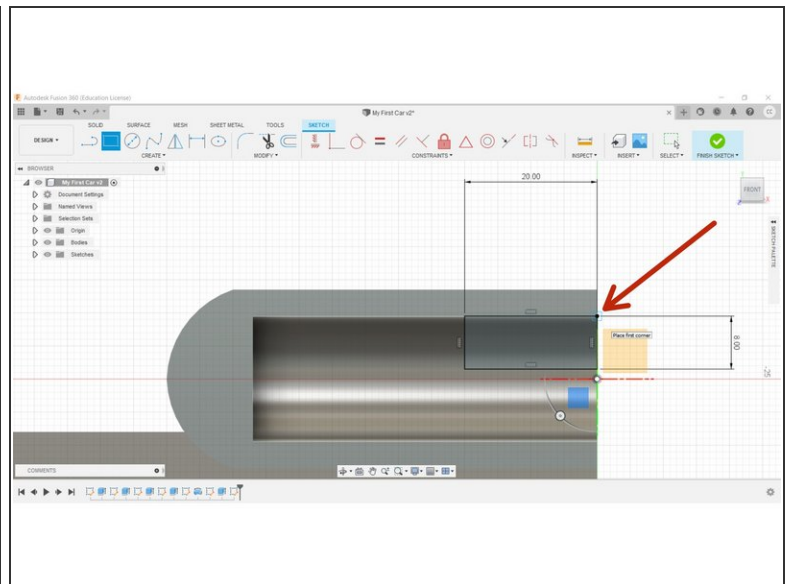 Autodesk Fusion 360 (Education License)
My First Car v2*
SOLID SURFACE MESH SHEET METAL TOOLS SKETCH
DESIGN
CREATE MODIFY CONSTRAINTS INSPECT INSERT SELECT FINISH SKETCH
BROWSER
My First Car v2
Document Settings
Named Views
Selection Sets
Origin
Bodies
Sketches
20.00
FRONT
SKETCH PALETTE
Place first corner
8.00
-25
COMMENTS